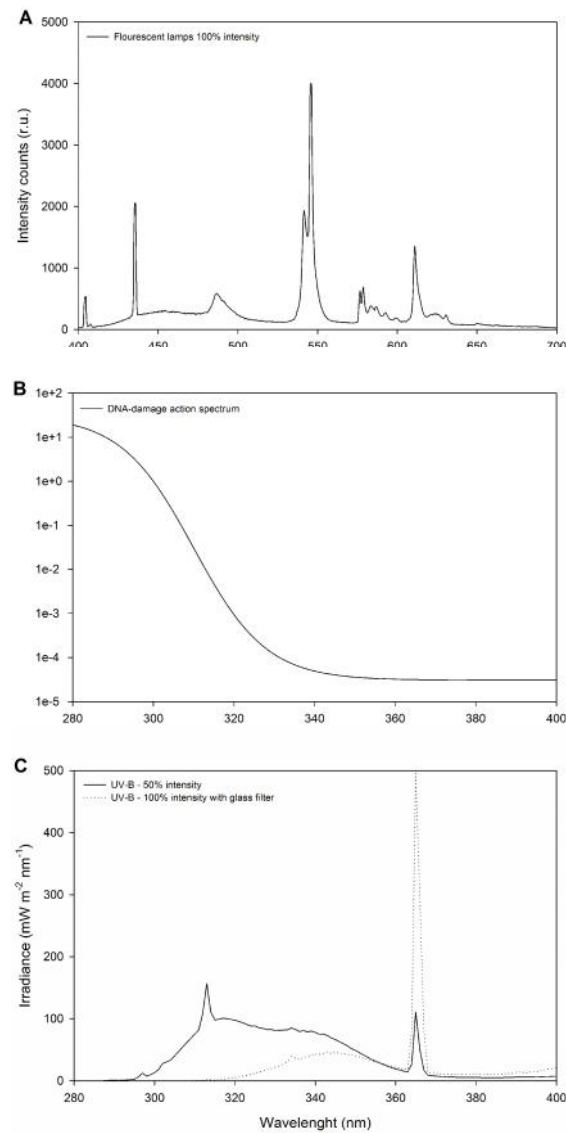 A
5000
Flourescent lamps 100% intensity
4000
3000
2000
1000
0
Intensity counts (r.u.)
400 450 500 550 600 650 700
B
1e+2
DNA-damage action spectrum
1e+1
1e+0
1e-1
1e-2
1e-3
1e-4
1e-5
280 300 320 340 360 380 400
C
500
UV-B - 50% intensity
UV-B - 100% intensity with glass filter
400
300
200
100
0
Irradiance (mW m-2 nm-1)
280 300 320 340 360 380 400
Wavelenght (nm)